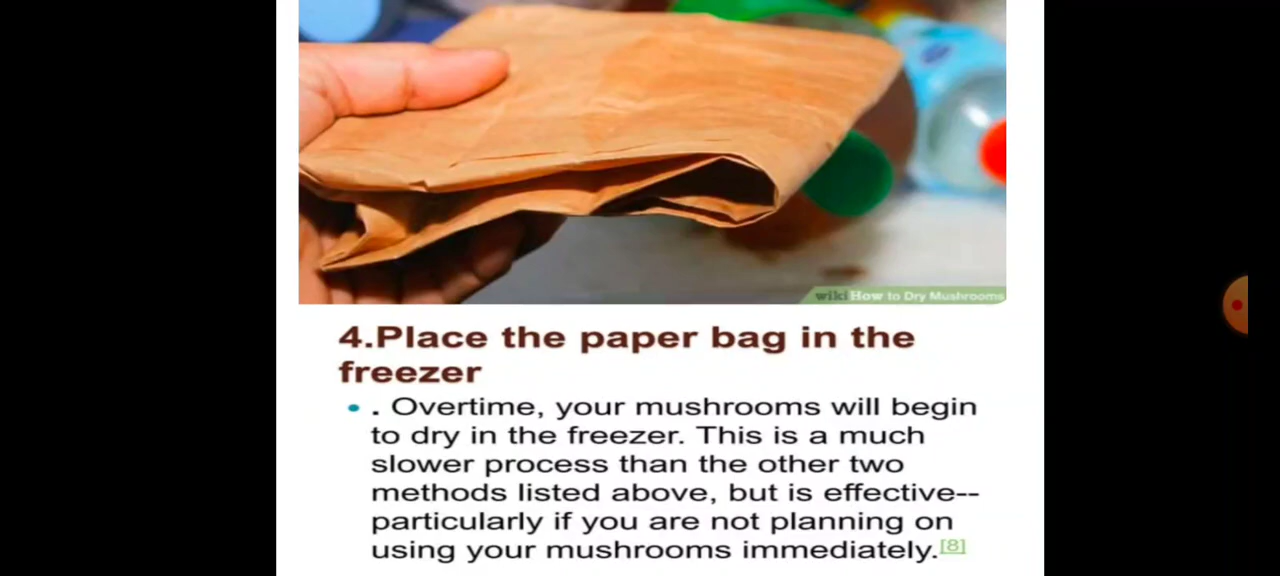 wikiHow to Dry Mushrooms
4.Place the paper bag in the
freezer
• . Overtime, your mushrooms will begin
to dry in the freezer. This is a much
slower process than the other two
methods listed above, but is effective--
particularly if you are not planning on
using your mushrooms immediately.[8]